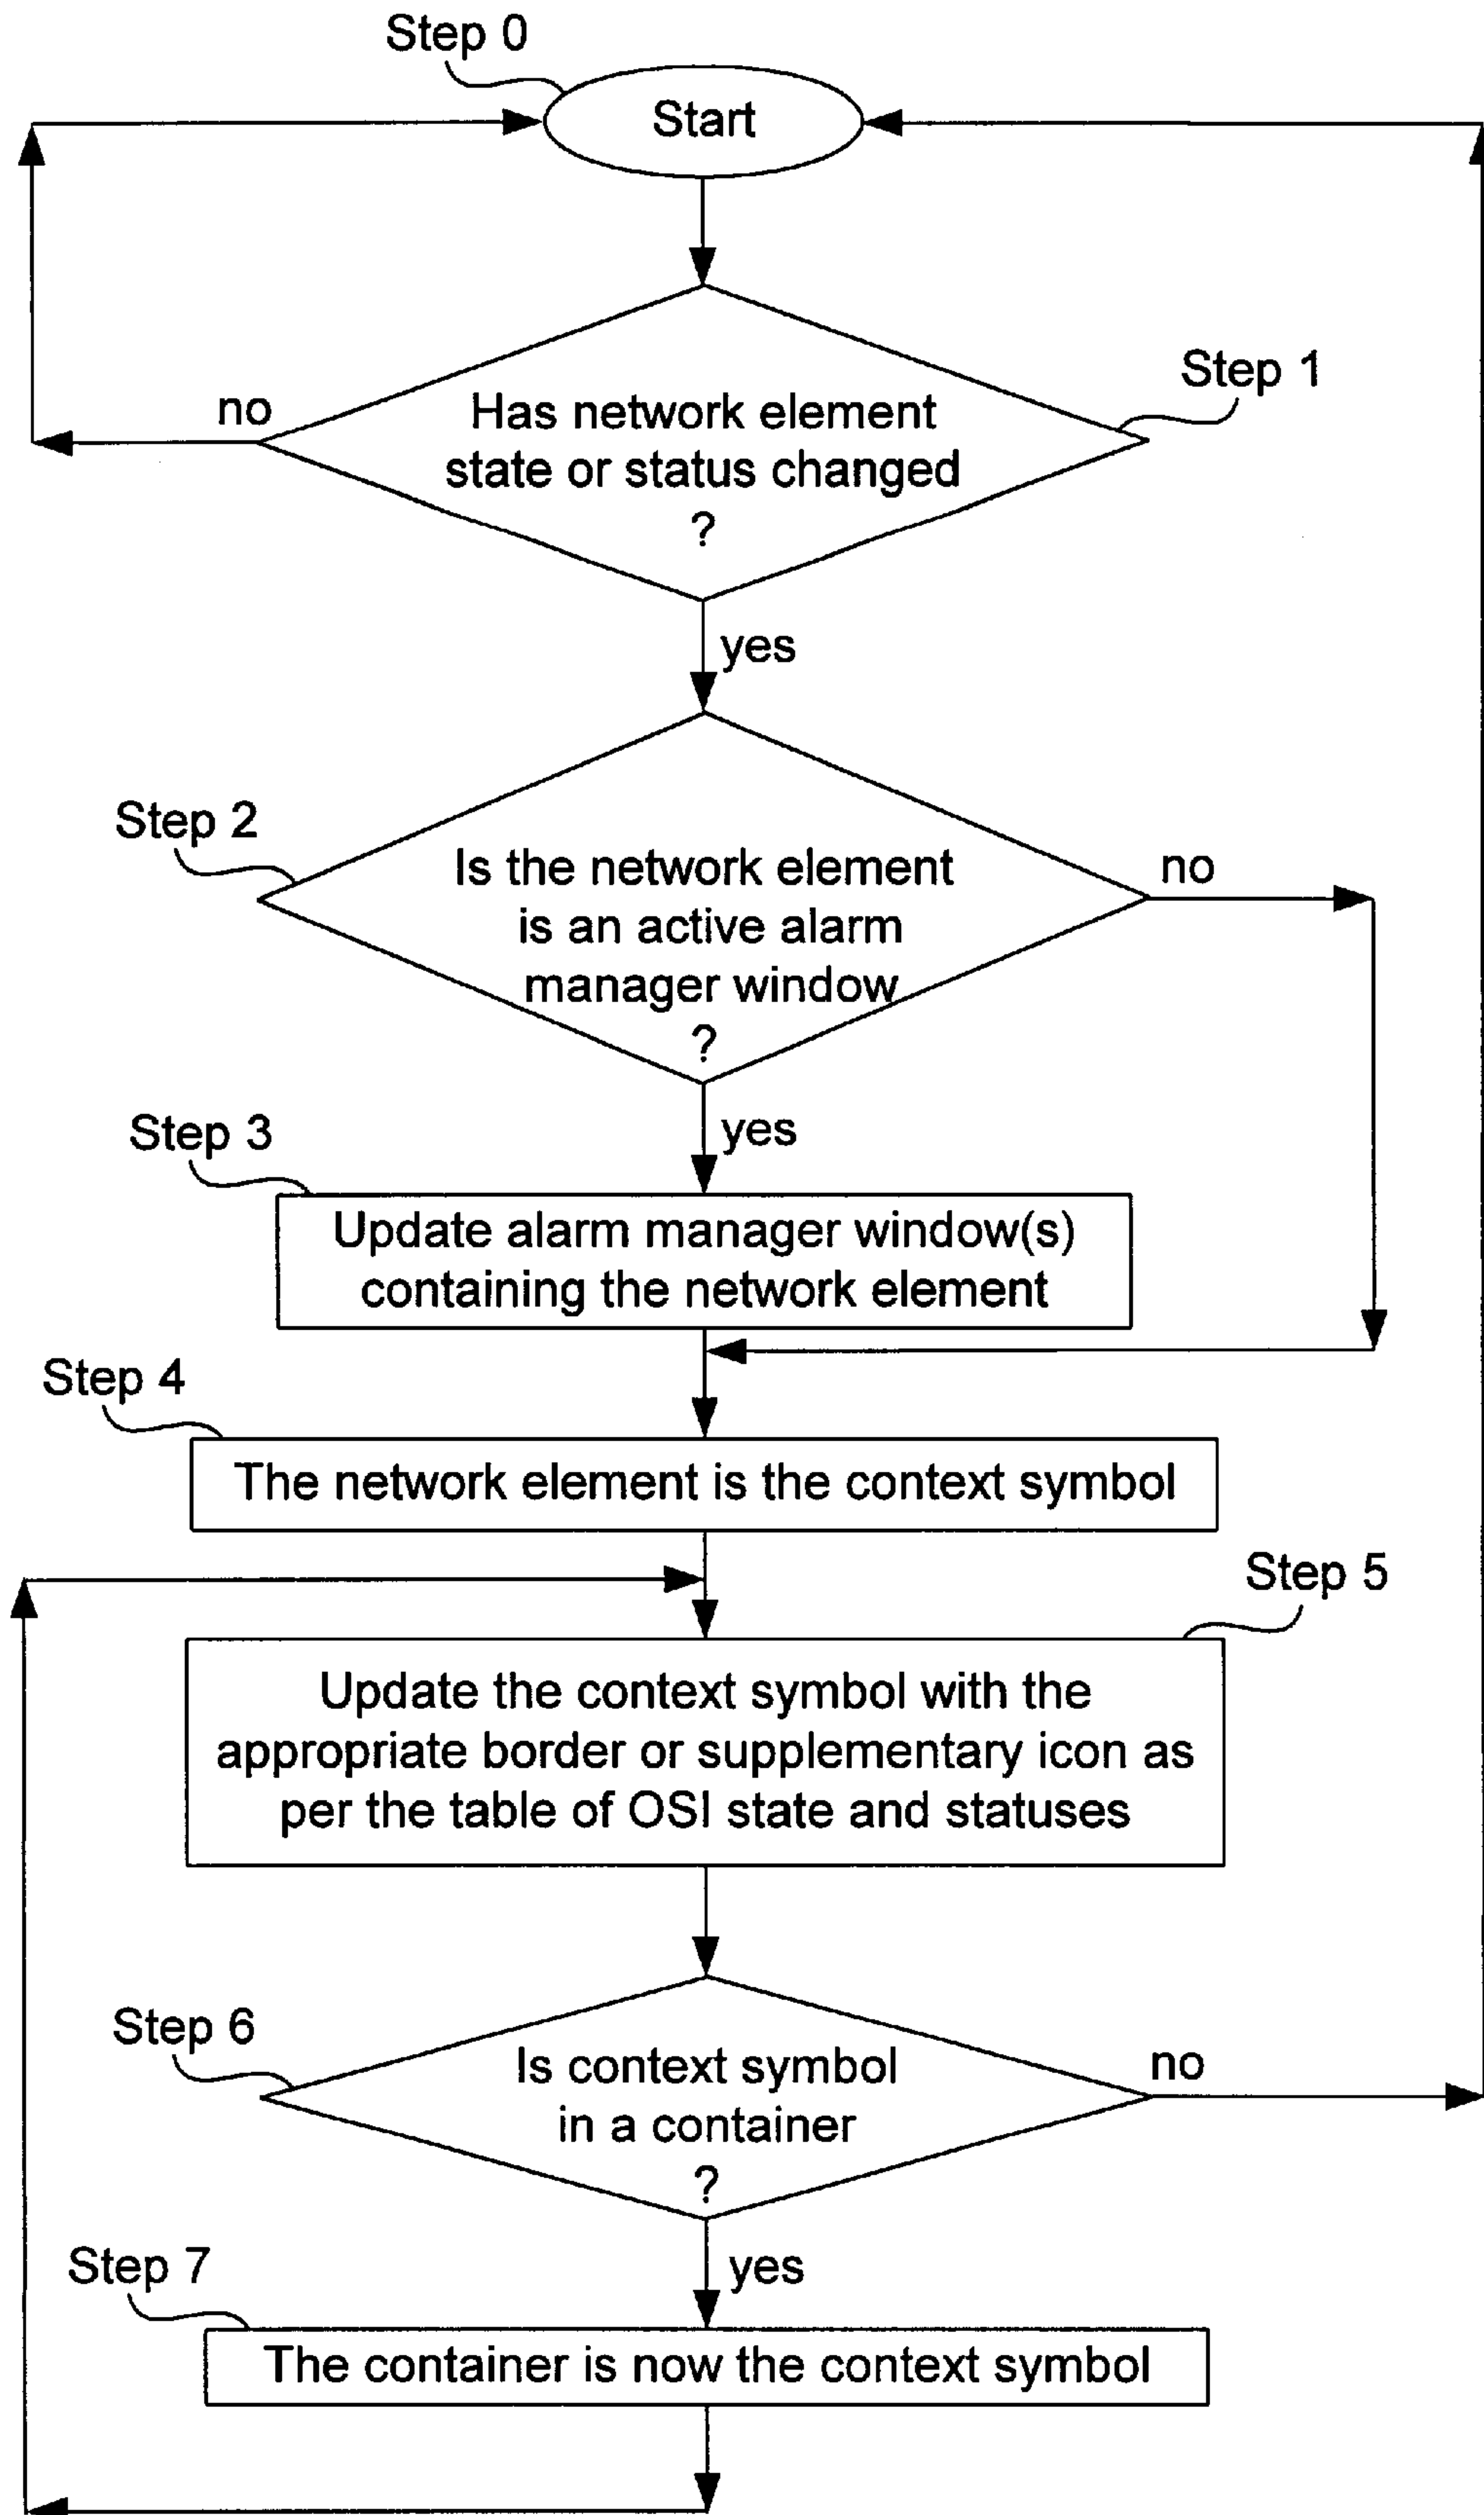 Step 0
Start
Step 1
no
Has network element
state or status changed
?
yes
Step 2
Is the network element
is an active alarm
manager window
?
no
yes
Step 3
Update alarm manager window(s)
containing the network element
Step 4
The network element is the context symbol
Step 5
Update the context symbol with the
appropriate border or supplementary icon as
per the table of OSI state and statuses
Step 6
Is context symbol
in a container
?
no
yes
Step 7
The container is now the context symbol